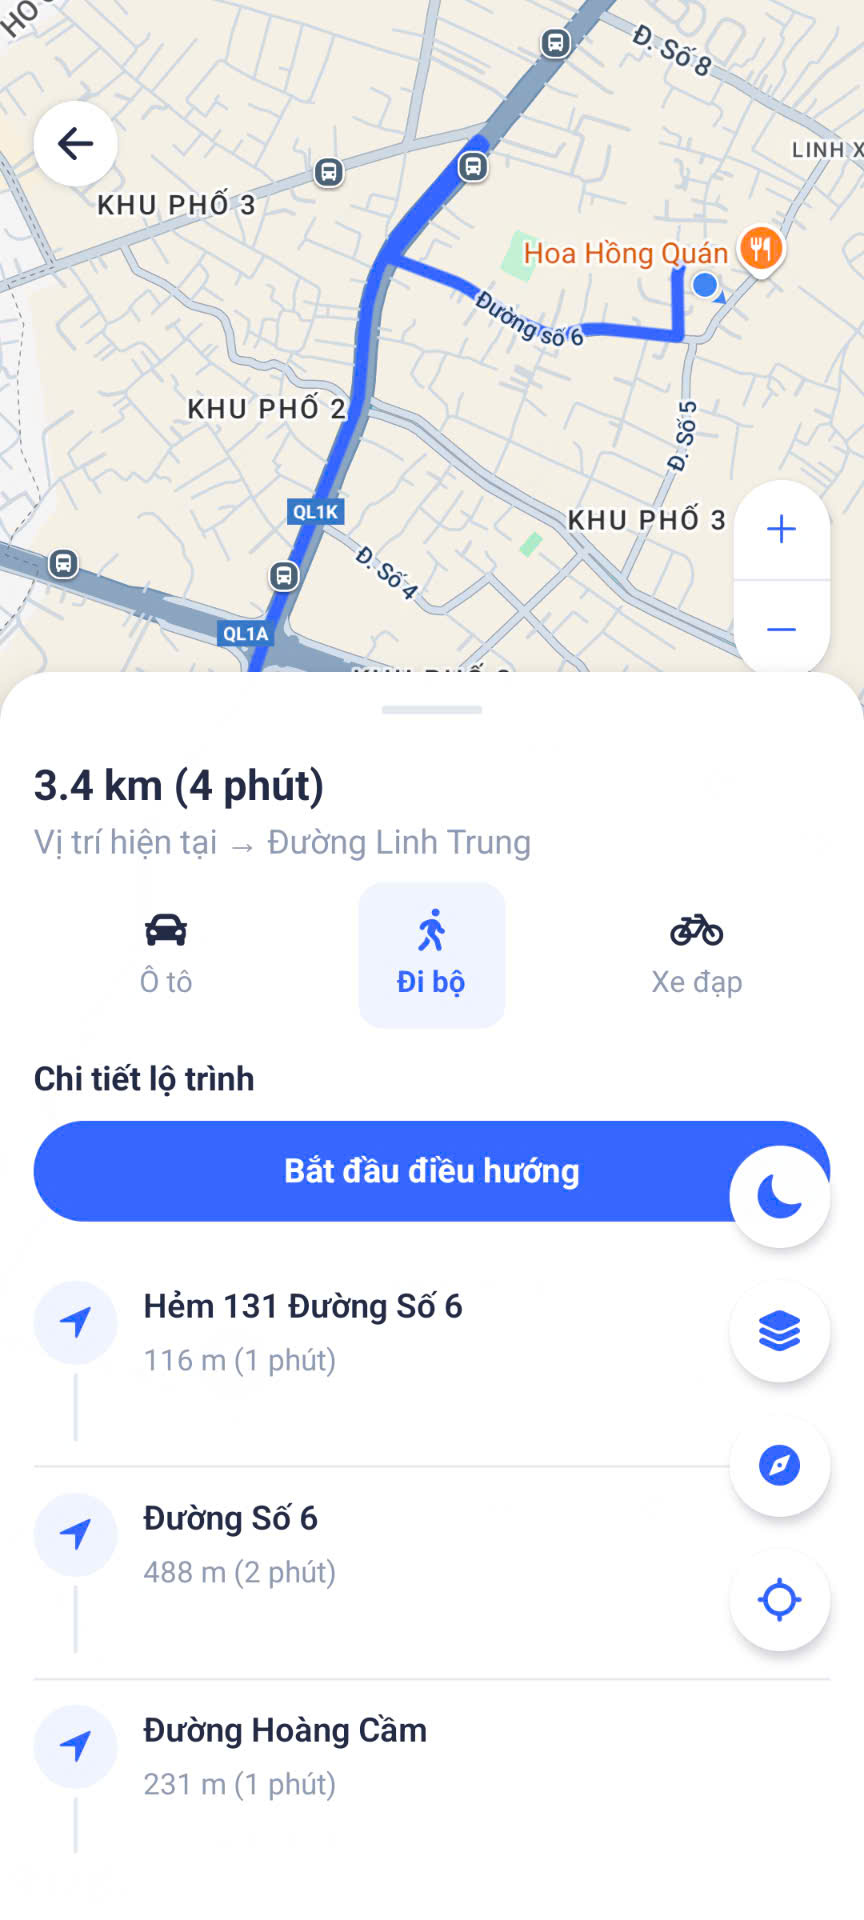 HO
Đ. Số 8
LINH X
KHU PHỐ 3
Hoa Hồng Quán
Đường số 6
KHU PHỐ 2
Đ. Số 5
QL1K
KHU PHỐ 3
Đ. Số 4
QL1A
3.4 km (4 phút)
Vị trí hiện tại → Đường Linh Trung
Ô tô
Đi bộ
Xe đạp
Chi tiết lộ trình
Bắt đầu điều hướng
Hẻm 131 Đường Số 6
116 m (1 phút)
Đường Số 6
488 m (2 phút)
Đường Hoàng Cầm
231 m (1 phút)